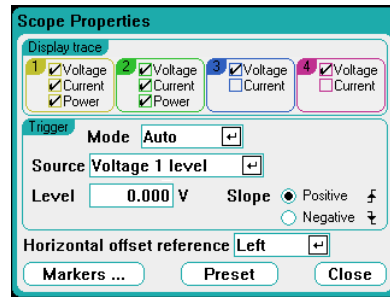 Scope Properties
Display trace
1 Voltage 2 Voltage 3 Voltage 4 Voltage
Current Current Current Current
Power Power
Trigger
Mode Auto
Source Voltage 1 level
Level 0.000 V Slope Positive
Negative
Horizontal offset reference Left
Markers ... Preset Close